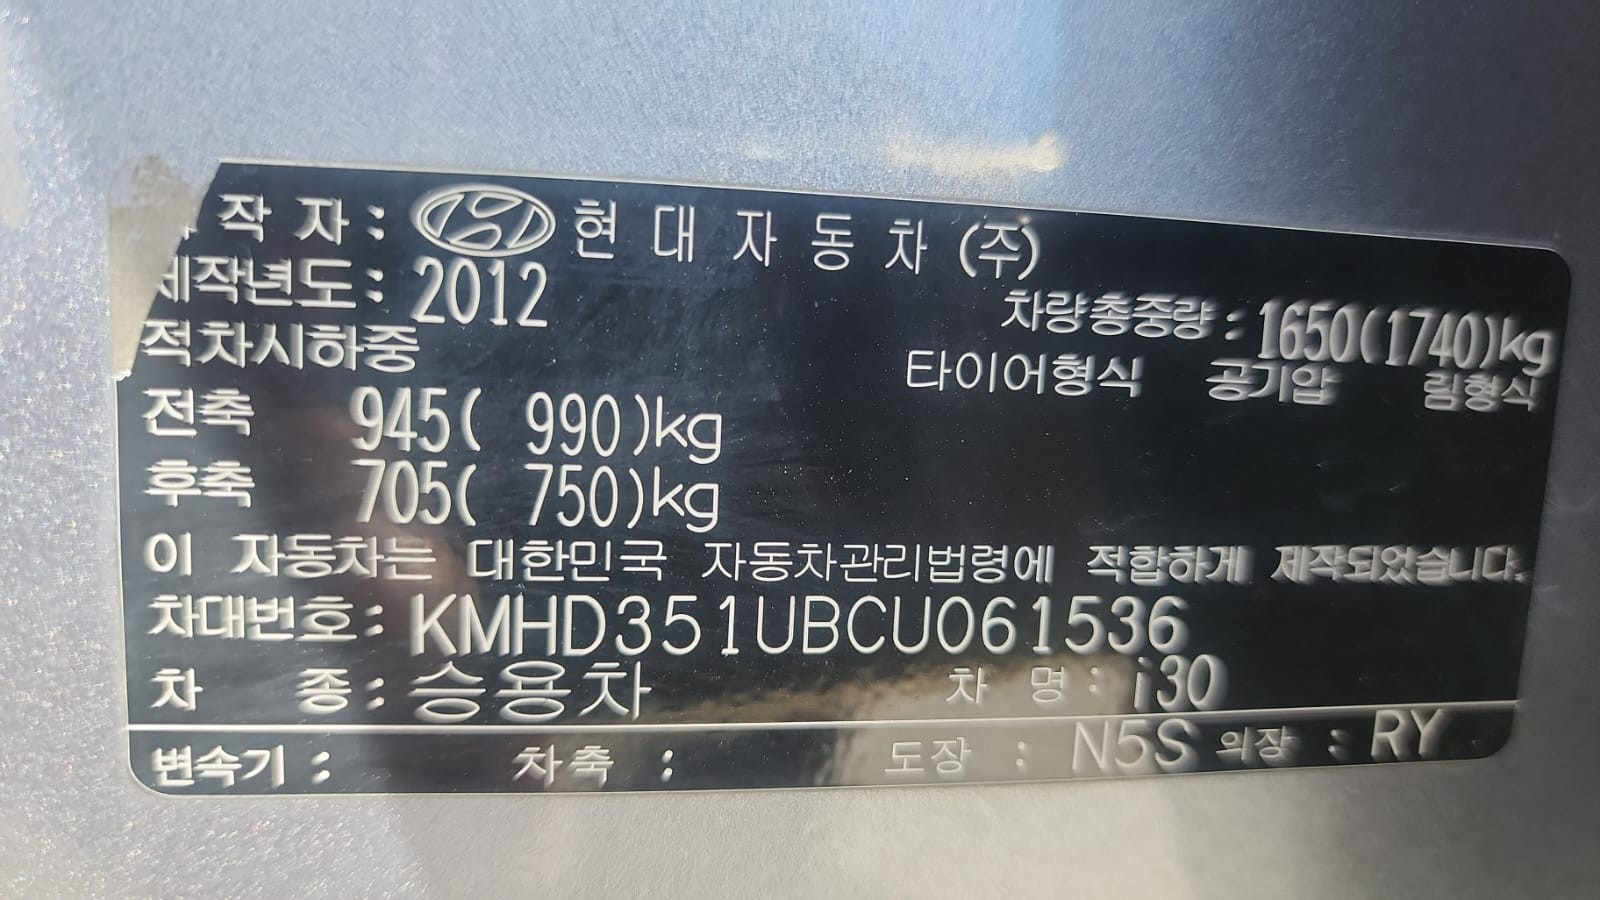 작 자 : 현 대 자 동 차 (주)
제작년도 : 2012
차량총중량 : 1650(1740)kg
적차시하중
타이어형식 공기압 림형식
전축 945( 990)kg
후축 705( 750)kg
이 자동차는 대한민국 자동차관리법령에 적합하게 제작되었습니다.
차대번호 : KMHD351UBCU061536
차 종 : 승용차 차 명 : i30
변속기 : 차축 : 도장 : N5S 의장 : RY